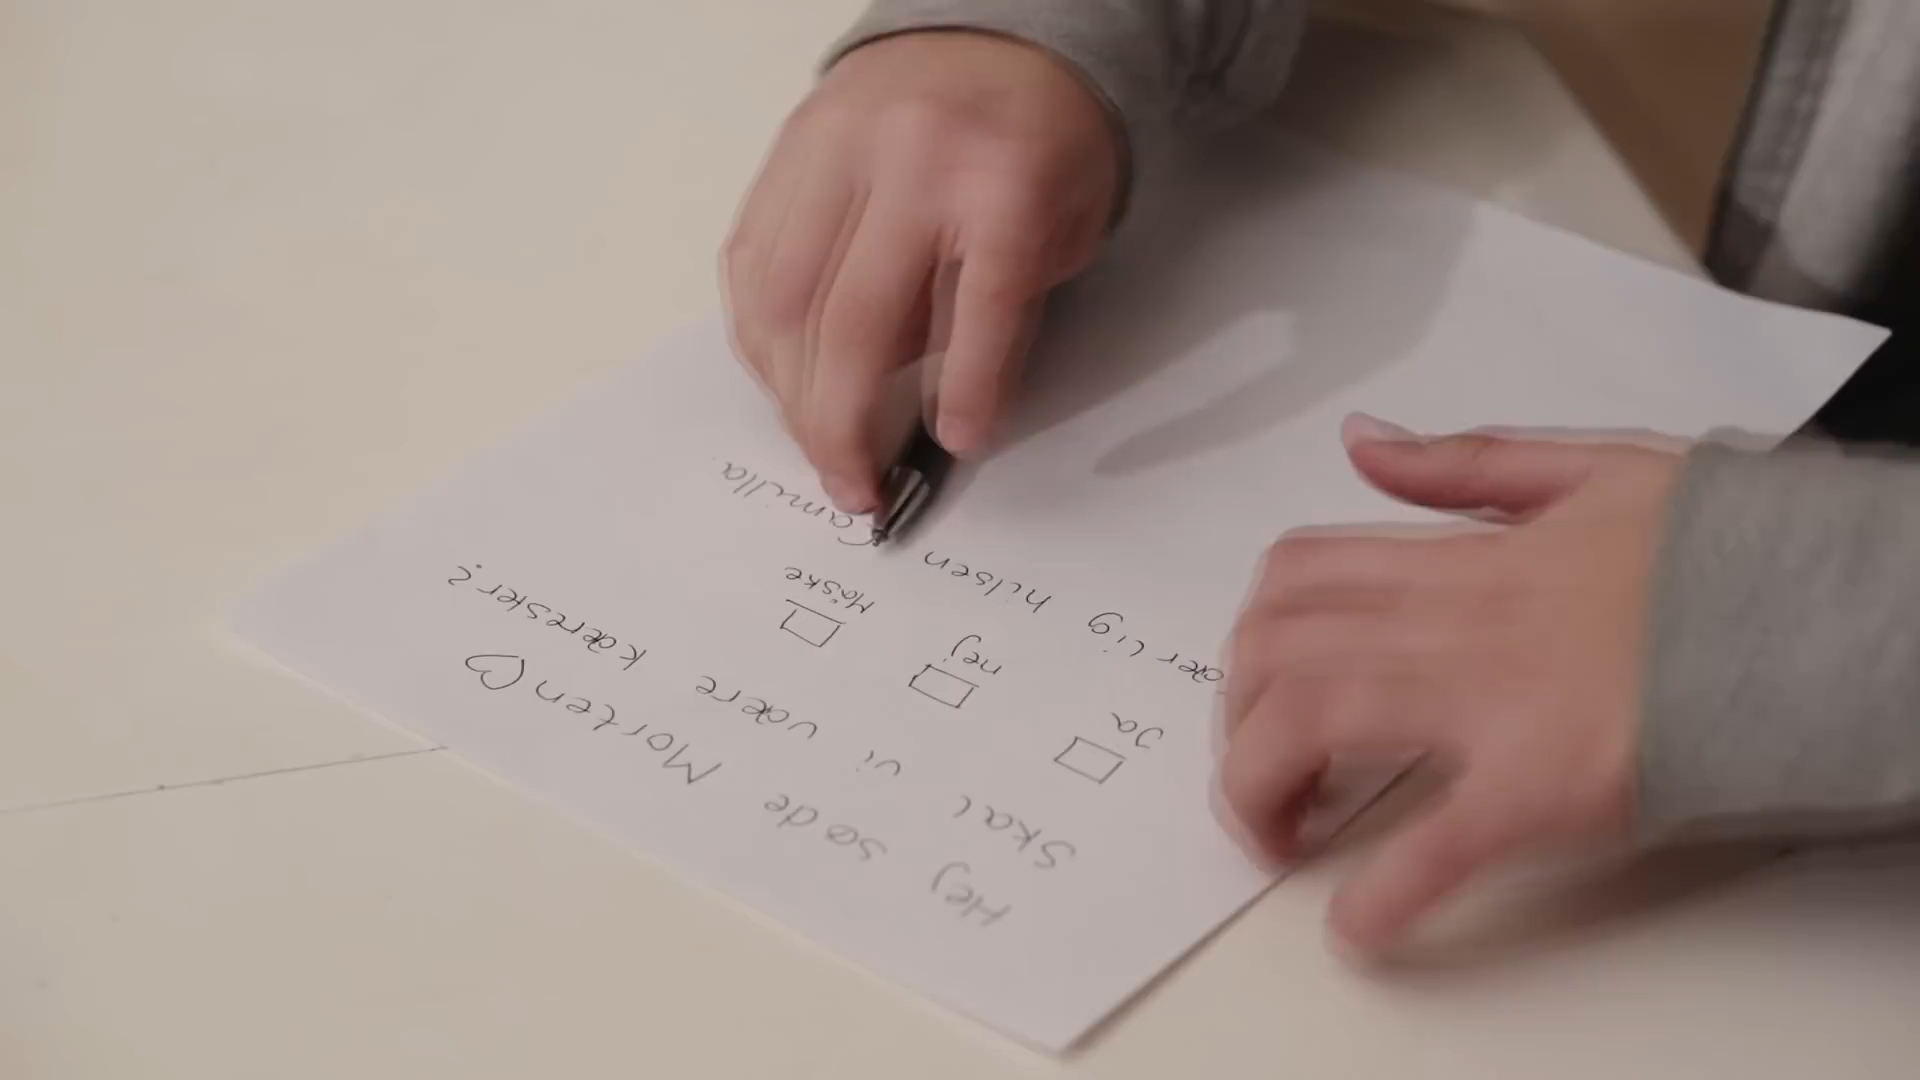 Hej søde Morten ♡
Skal vi være kærester?
Ja nej Måske
hilsen Camilla.